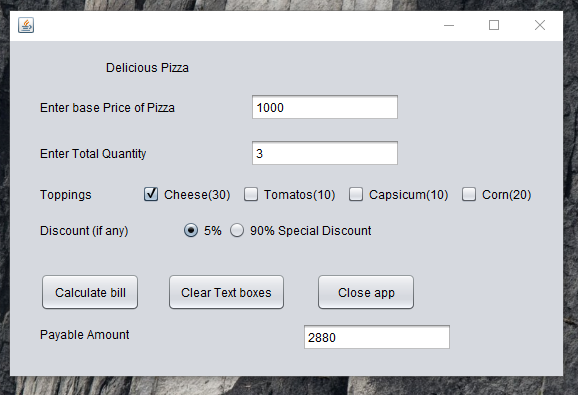 Delicious Pizza
Enter base Price of Pizza 1000
Enter Total Quantity 3
Toppings Cheese(30) Tomatos(10) Capsicum(10) Corn(20)
Discount (if any) 5% 90% Special Discount
Calculate bill Clear Text boxes Close app
Payable Amount 2880